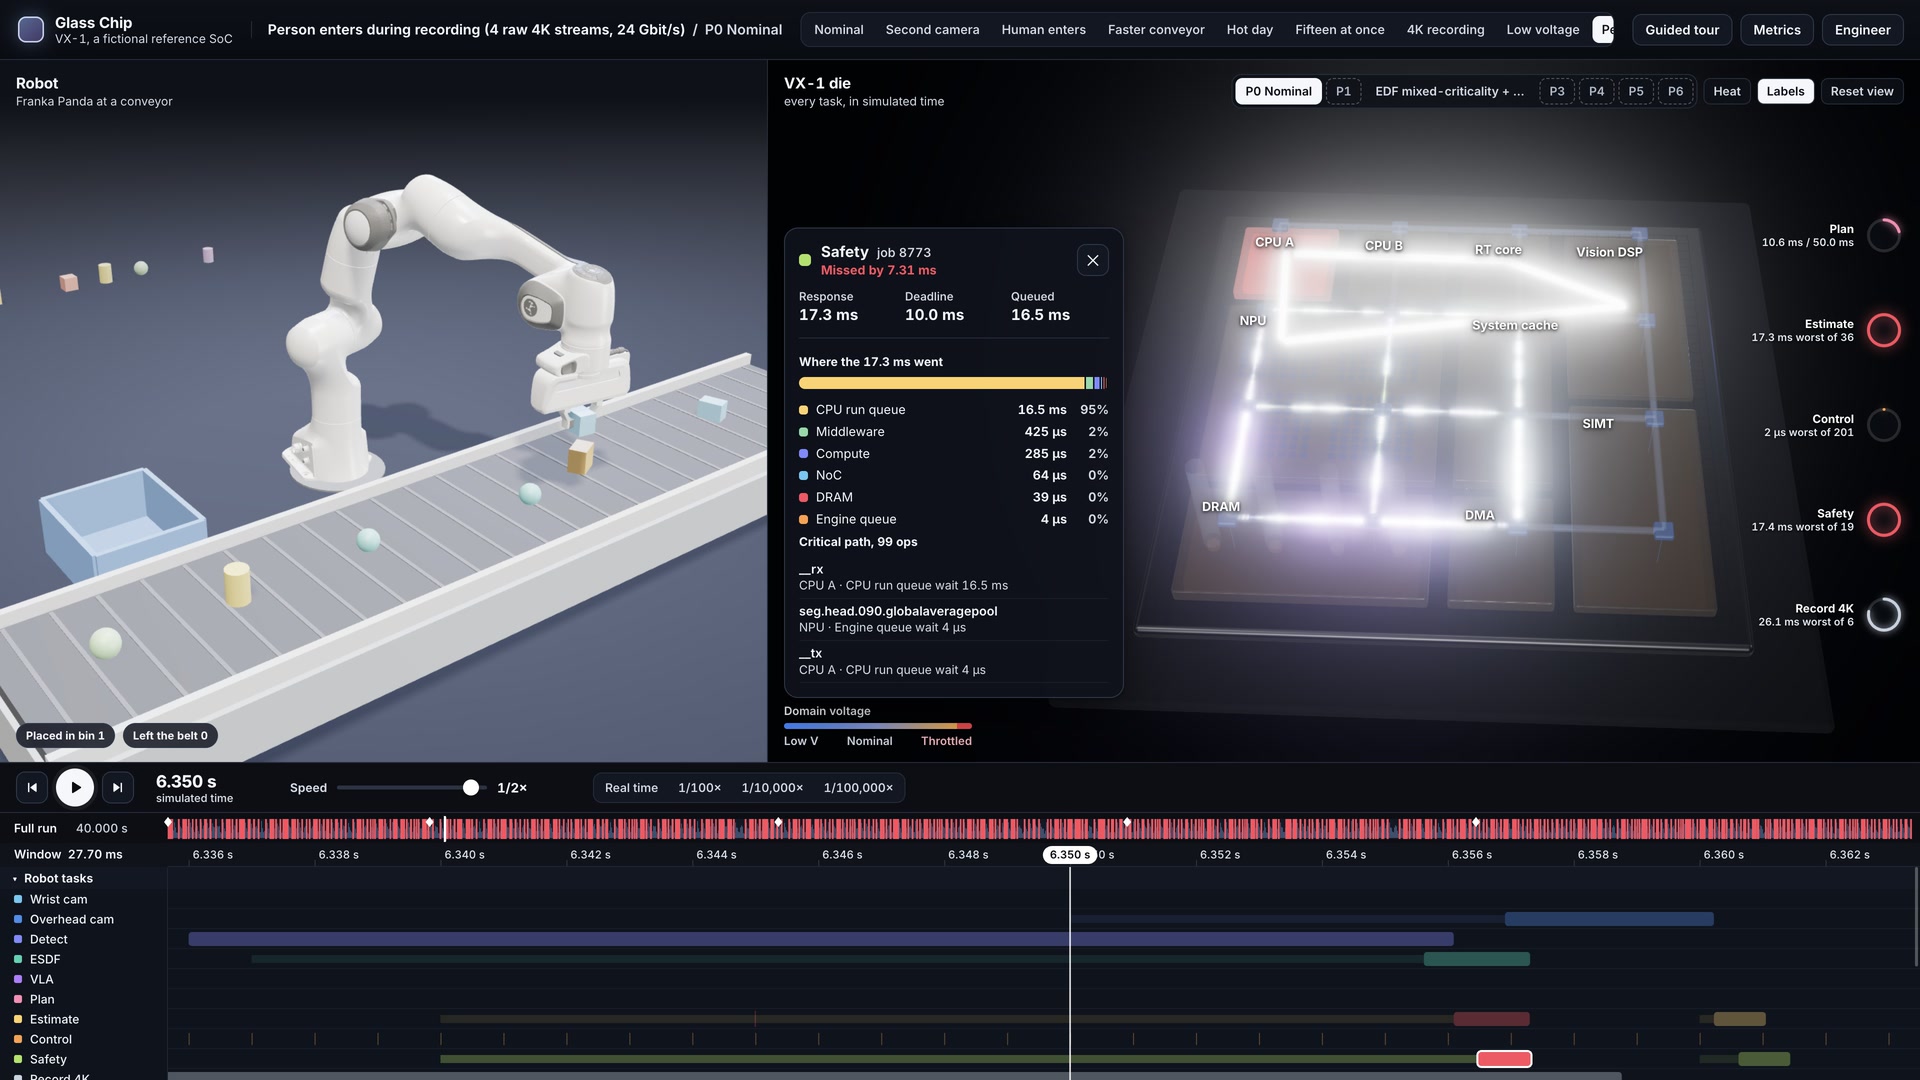 Glass Chip
VX-1, a fictional reference SoC
Person enters during recording (4 raw 4K streams, 24 Gbit/s) / P0 Nominal
Nominal Second camera Human enters Faster conveyor Hot day Fifteen at once 4K recording Low voltage
Guided tour Metrics Engineer
Robot
Franka Panda at a conveyor
Placed in bin 1 Left the belt 0
VX-1 die
every task, in simulated time
P0 Nominal P1 EDF mixed-criticality + ... P3 P4 P5 P6 Heat Labels Reset view
Safety job 8773
Missed by 7.31 ms
Response Deadline Queued
17.3 ms 10.0 ms 16.5 ms
Where the 17.3 ms went
CPU run queue 16.5 ms 95%
Middleware 425 µs 2%
Compute 285 µs 2%
NoC 64 µs 0%
DRAM 39 µs 0%
Engine queue 4 µs 0%
Critical path, 99 ops
__rx
CPU A · CPU run queue wait 16.5 ms
seg.head.090.globalaveragepool
NPU · Engine queue wait 4 µs
__tx
CPU A · CPU run queue wait 4 µs
Domain voltage
Low V Nominal Throttled
CPU A CPU B RT core Vision DSP
NPU System cache
SIMT
DRAM DMA
Plan
10.6 ms / 50.0 ms
Estimate
17.3 ms worst of 36
Control
2 µs worst of 201
Safety
17.4 ms worst of 19
Record 4K
26.1 ms worst of 6
6.350 s
simulated time
Speed 1/2×
Real time 1/100× 1/10,000× 1/100,000×
Full run 40.000 s
Window 27.70 ms
6.336 s 6.338 s 6.340 s 6.342 s 6.344 s 6.346 s 6.348 s 6.350 s 0 s 6.352 s 6.354 s 6.356 s 6.358 s 6.360 s 6.362 s
Robot tasks
Wrist cam
Overhead cam
Detect
ESDF
VLA
Plan
Estimate
Control
Safety
Record 4K